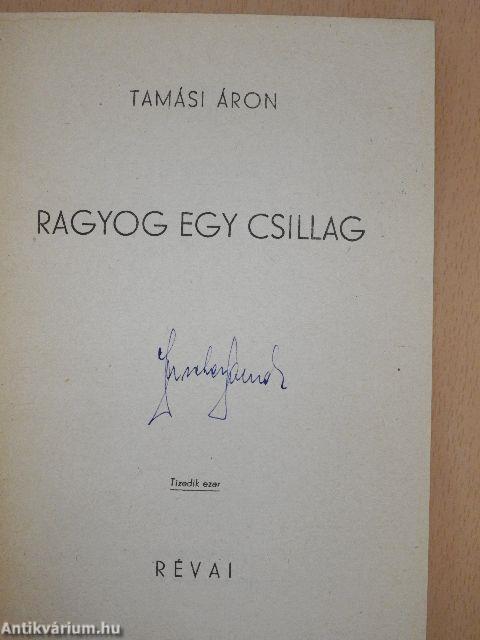 TAMÁSI ÁRON
RAGYOG EGY CSILLAG
Tizedik ezer
RÉVAI
Antikvárium.hu